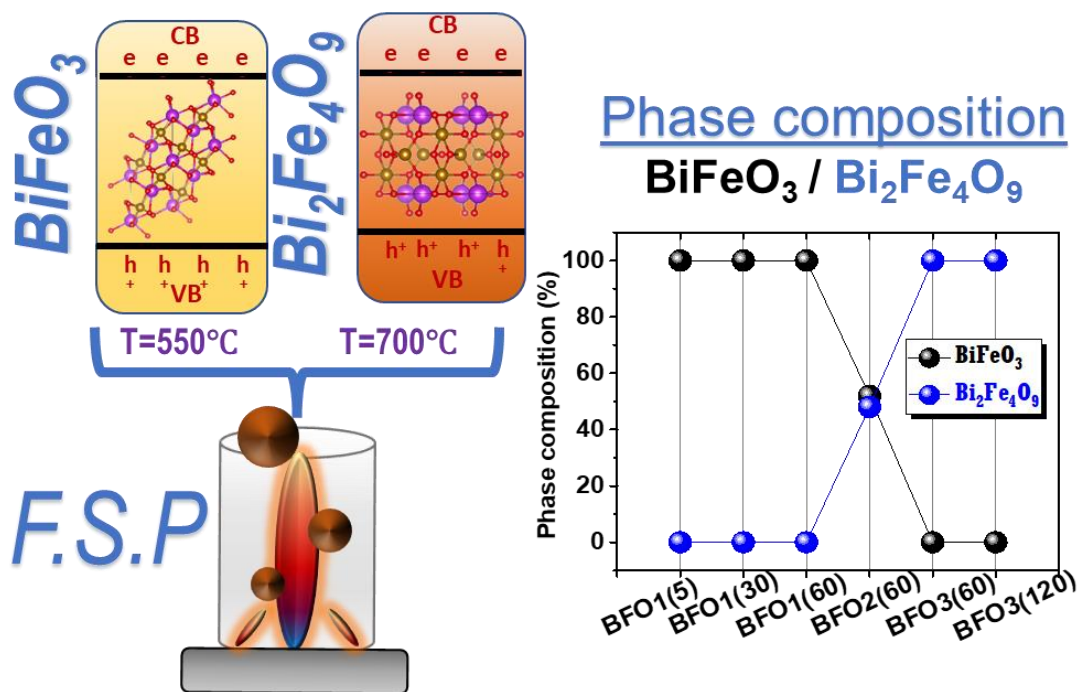 BiFeO₃
CB
e e e e
- - - -
h h h h
+ + + +
VB
T=550℃
Bi₂Fe₄O₉
CB
e e e e
- - - -
h⁺ h⁺ h⁺ h
+
VB
T=700℃
F.S.P
Phase composition
BiFeO₃ / Bi₂Fe₄O₉
Phase composition (%)
100
80
60
40
20
0
BiFeO₃
Bi₂Fe₄O₉
BFO1(5) BFO1(30) BFO1(60) BFO2(60) BFO3(60) BFO3(120)